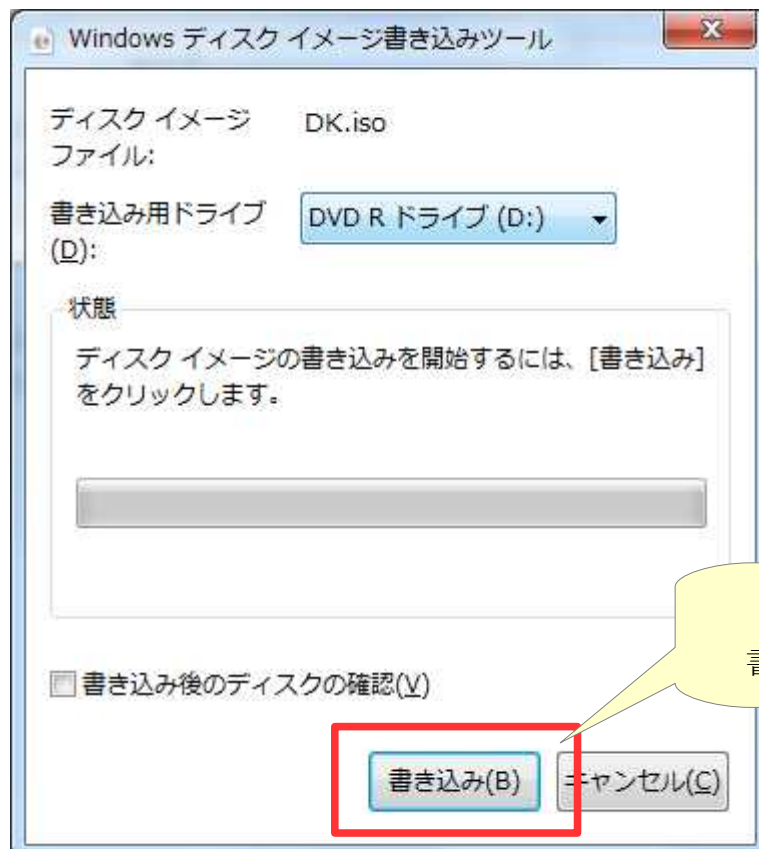 Windows ディスク イメージ書き込みツール
ディスク イメージ
ファイル:
DK.iso
書き込み用ドライブ
(D):
DVD R ドライブ (D:)
状態
ディスク イメージの書き込みを開始するには、[書き込み]
をクリックします。
書き込み後のディスクの確認(V)
書き込み(B)
キャンセル(C)